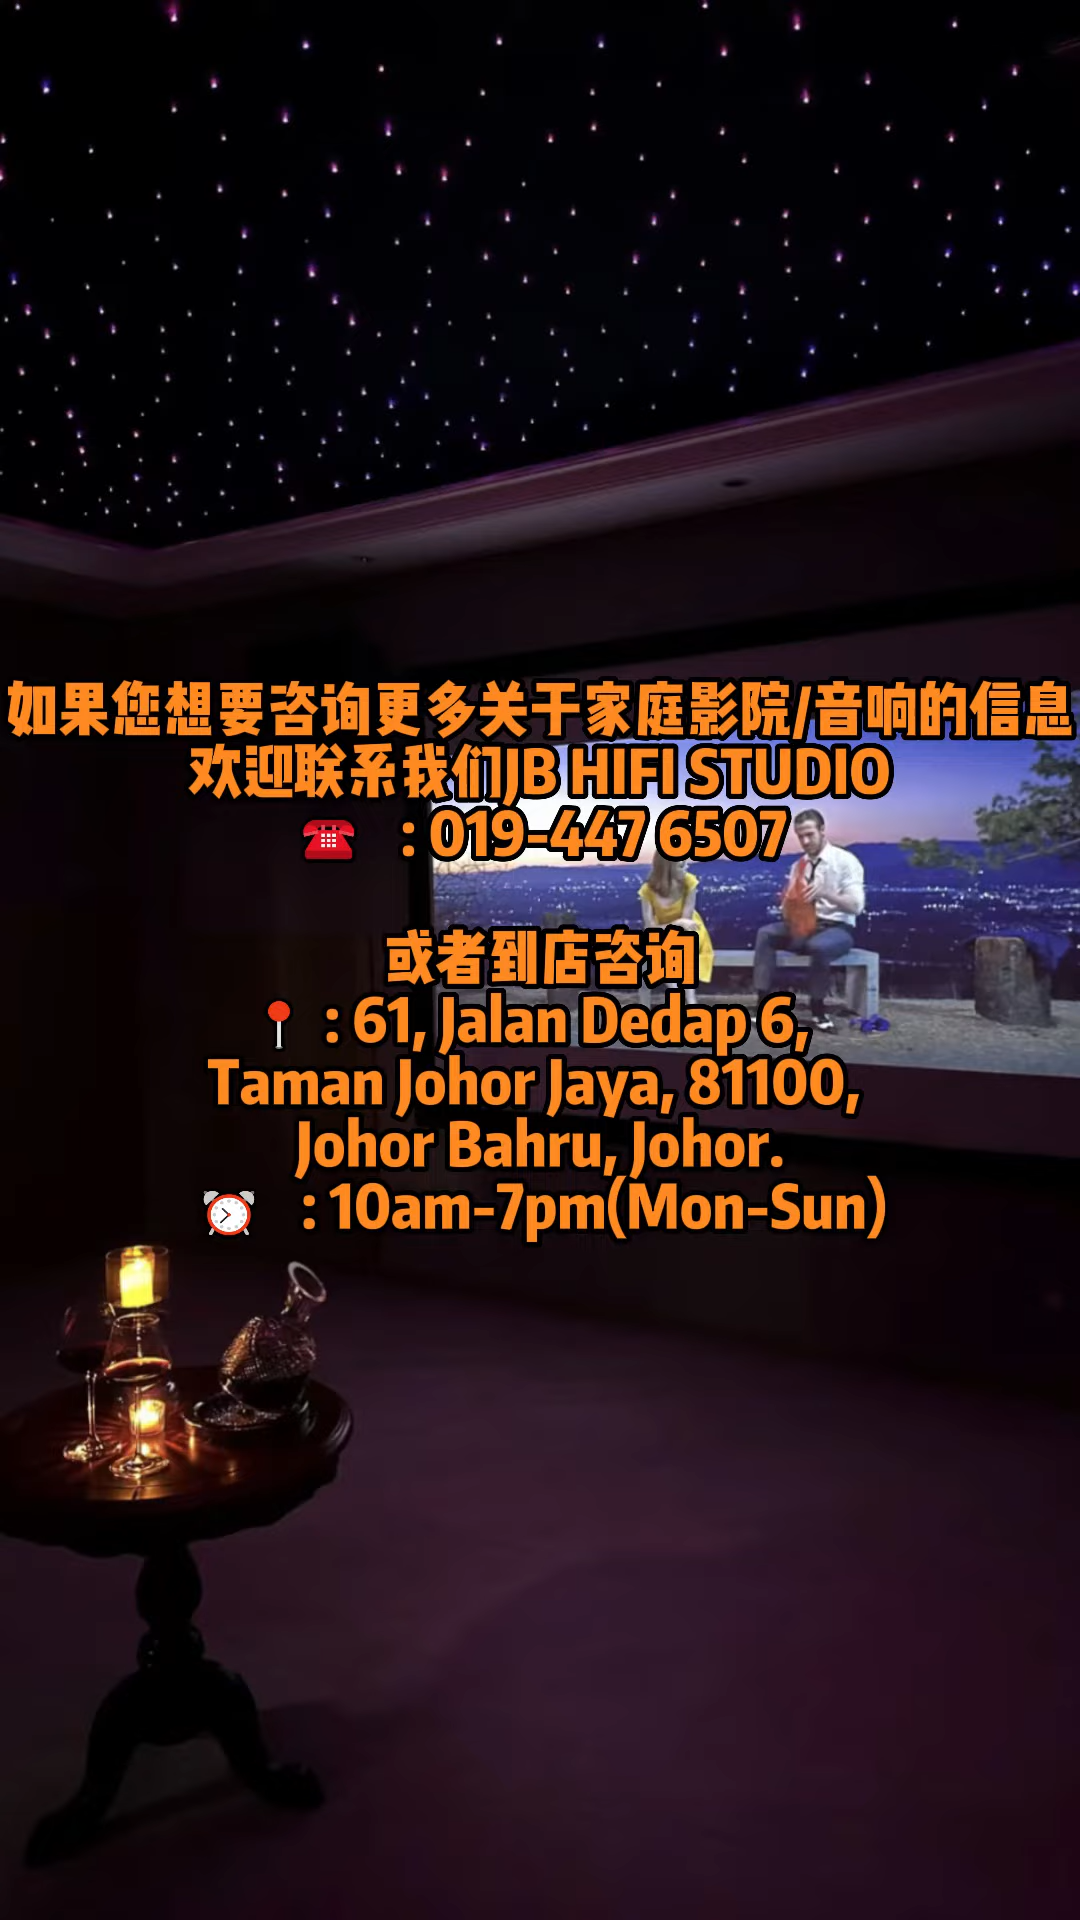 如果您想要咨询更多关于家庭影院/音响的信息
欢迎联系我们JB HIFI STUDIO
☎️ : 019-447 6507
或者到店咨询
📍 : 61, Jalan Dedap 6,
Taman Johor Jaya, 81100,
Johor Bahru, Johor.
⏰ : 10am-7pm(Mon-Sun)